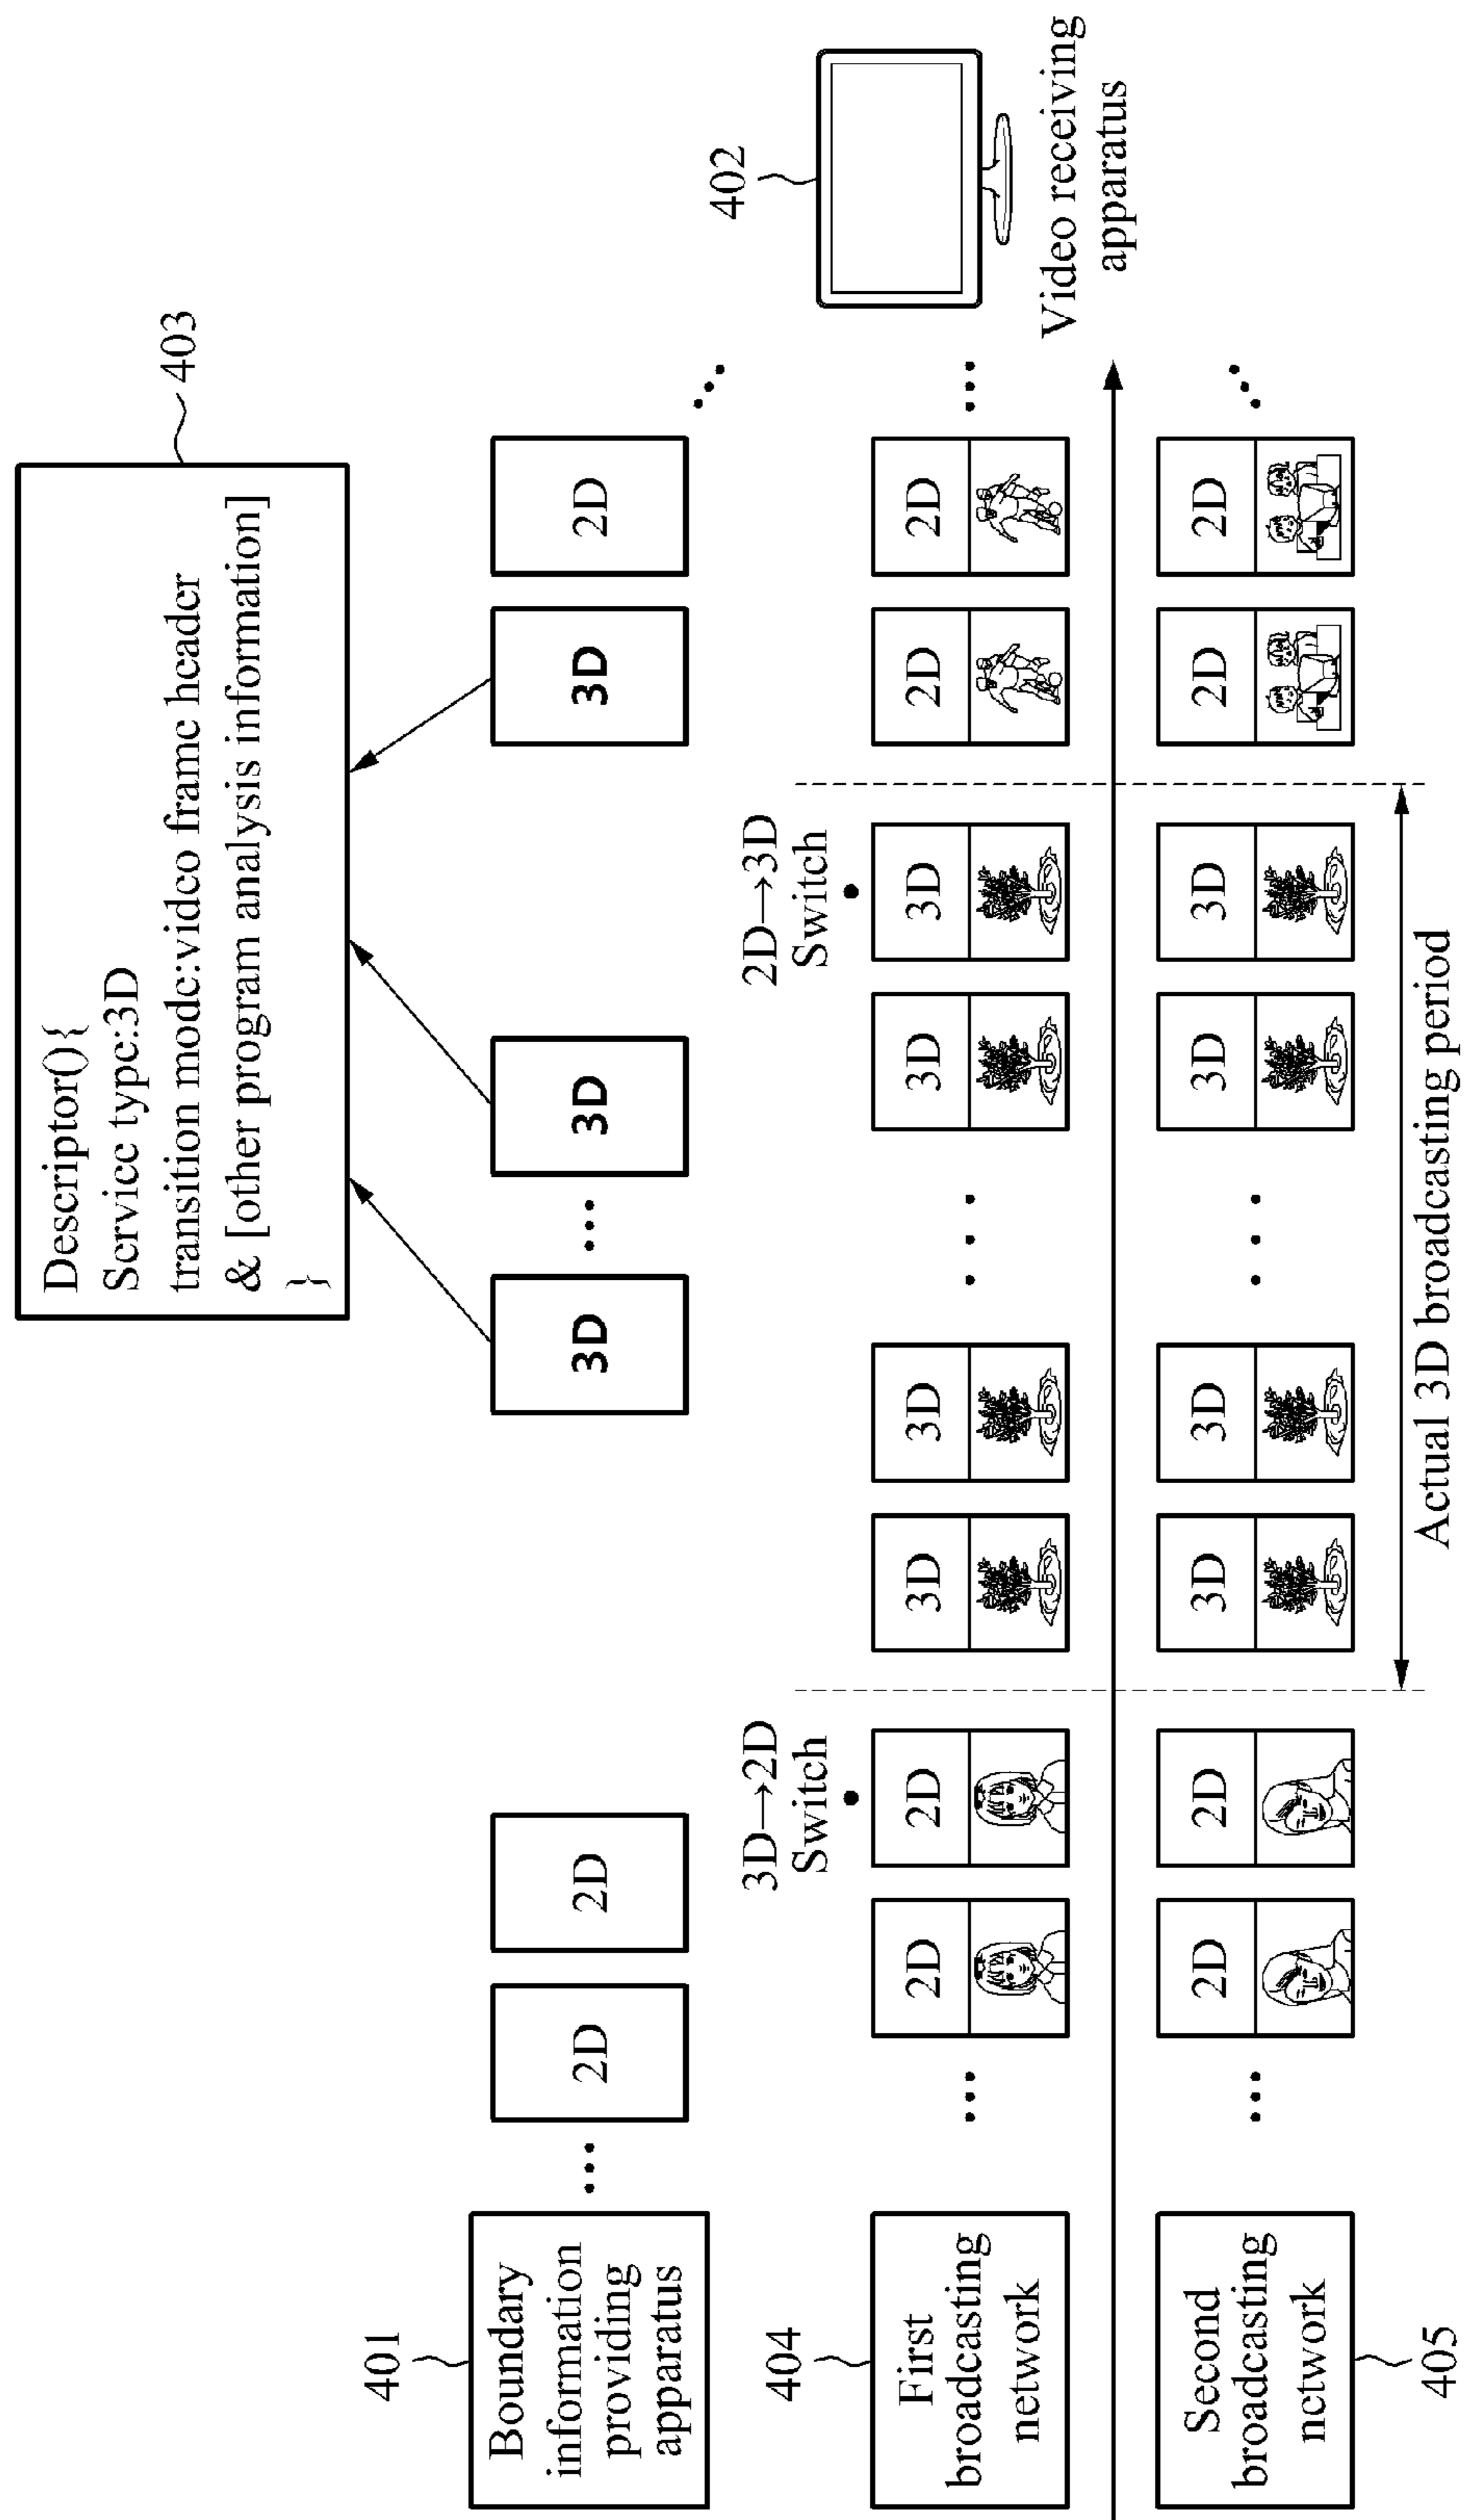 Descriptor(){
Service type:3D
transition mode:video frame header
& [other program analysis information]
}
403
401
Boundary
information
providing
apparatus
...
2D
2D
3D
...
3D
3D
2D
...
402
Video receiving
apparatus
3D→2D
Switch
2D→3D
Switch
404
First
broadcasting
network
...
2D
2D
3D
3D
...
3D
3D
2D
2D
...
Second
broadcasting
network
405
...
2D
2D
3D
3D
...
3D
3D
2D
2D
...
Actual 3D broadcasting period